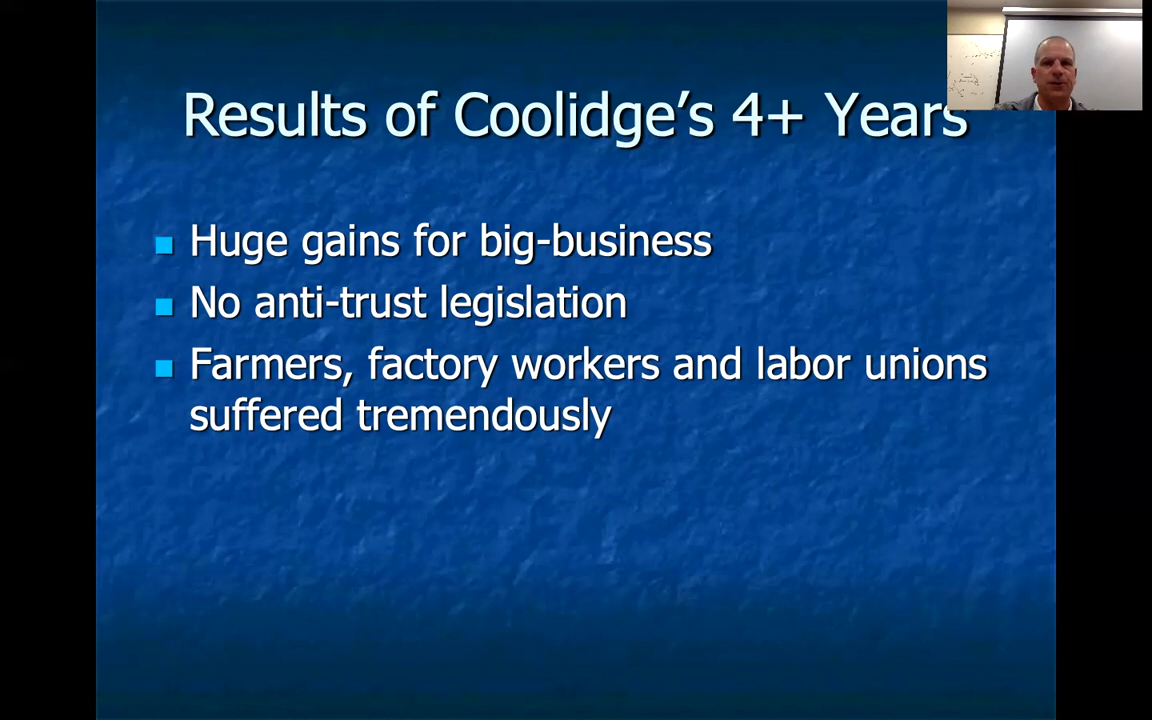 Results of Coolidge’s 4+ Years
Huge gains for big-business
No anti-trust legislation
Farmers, factory workers and labor unions
suffered tremendously